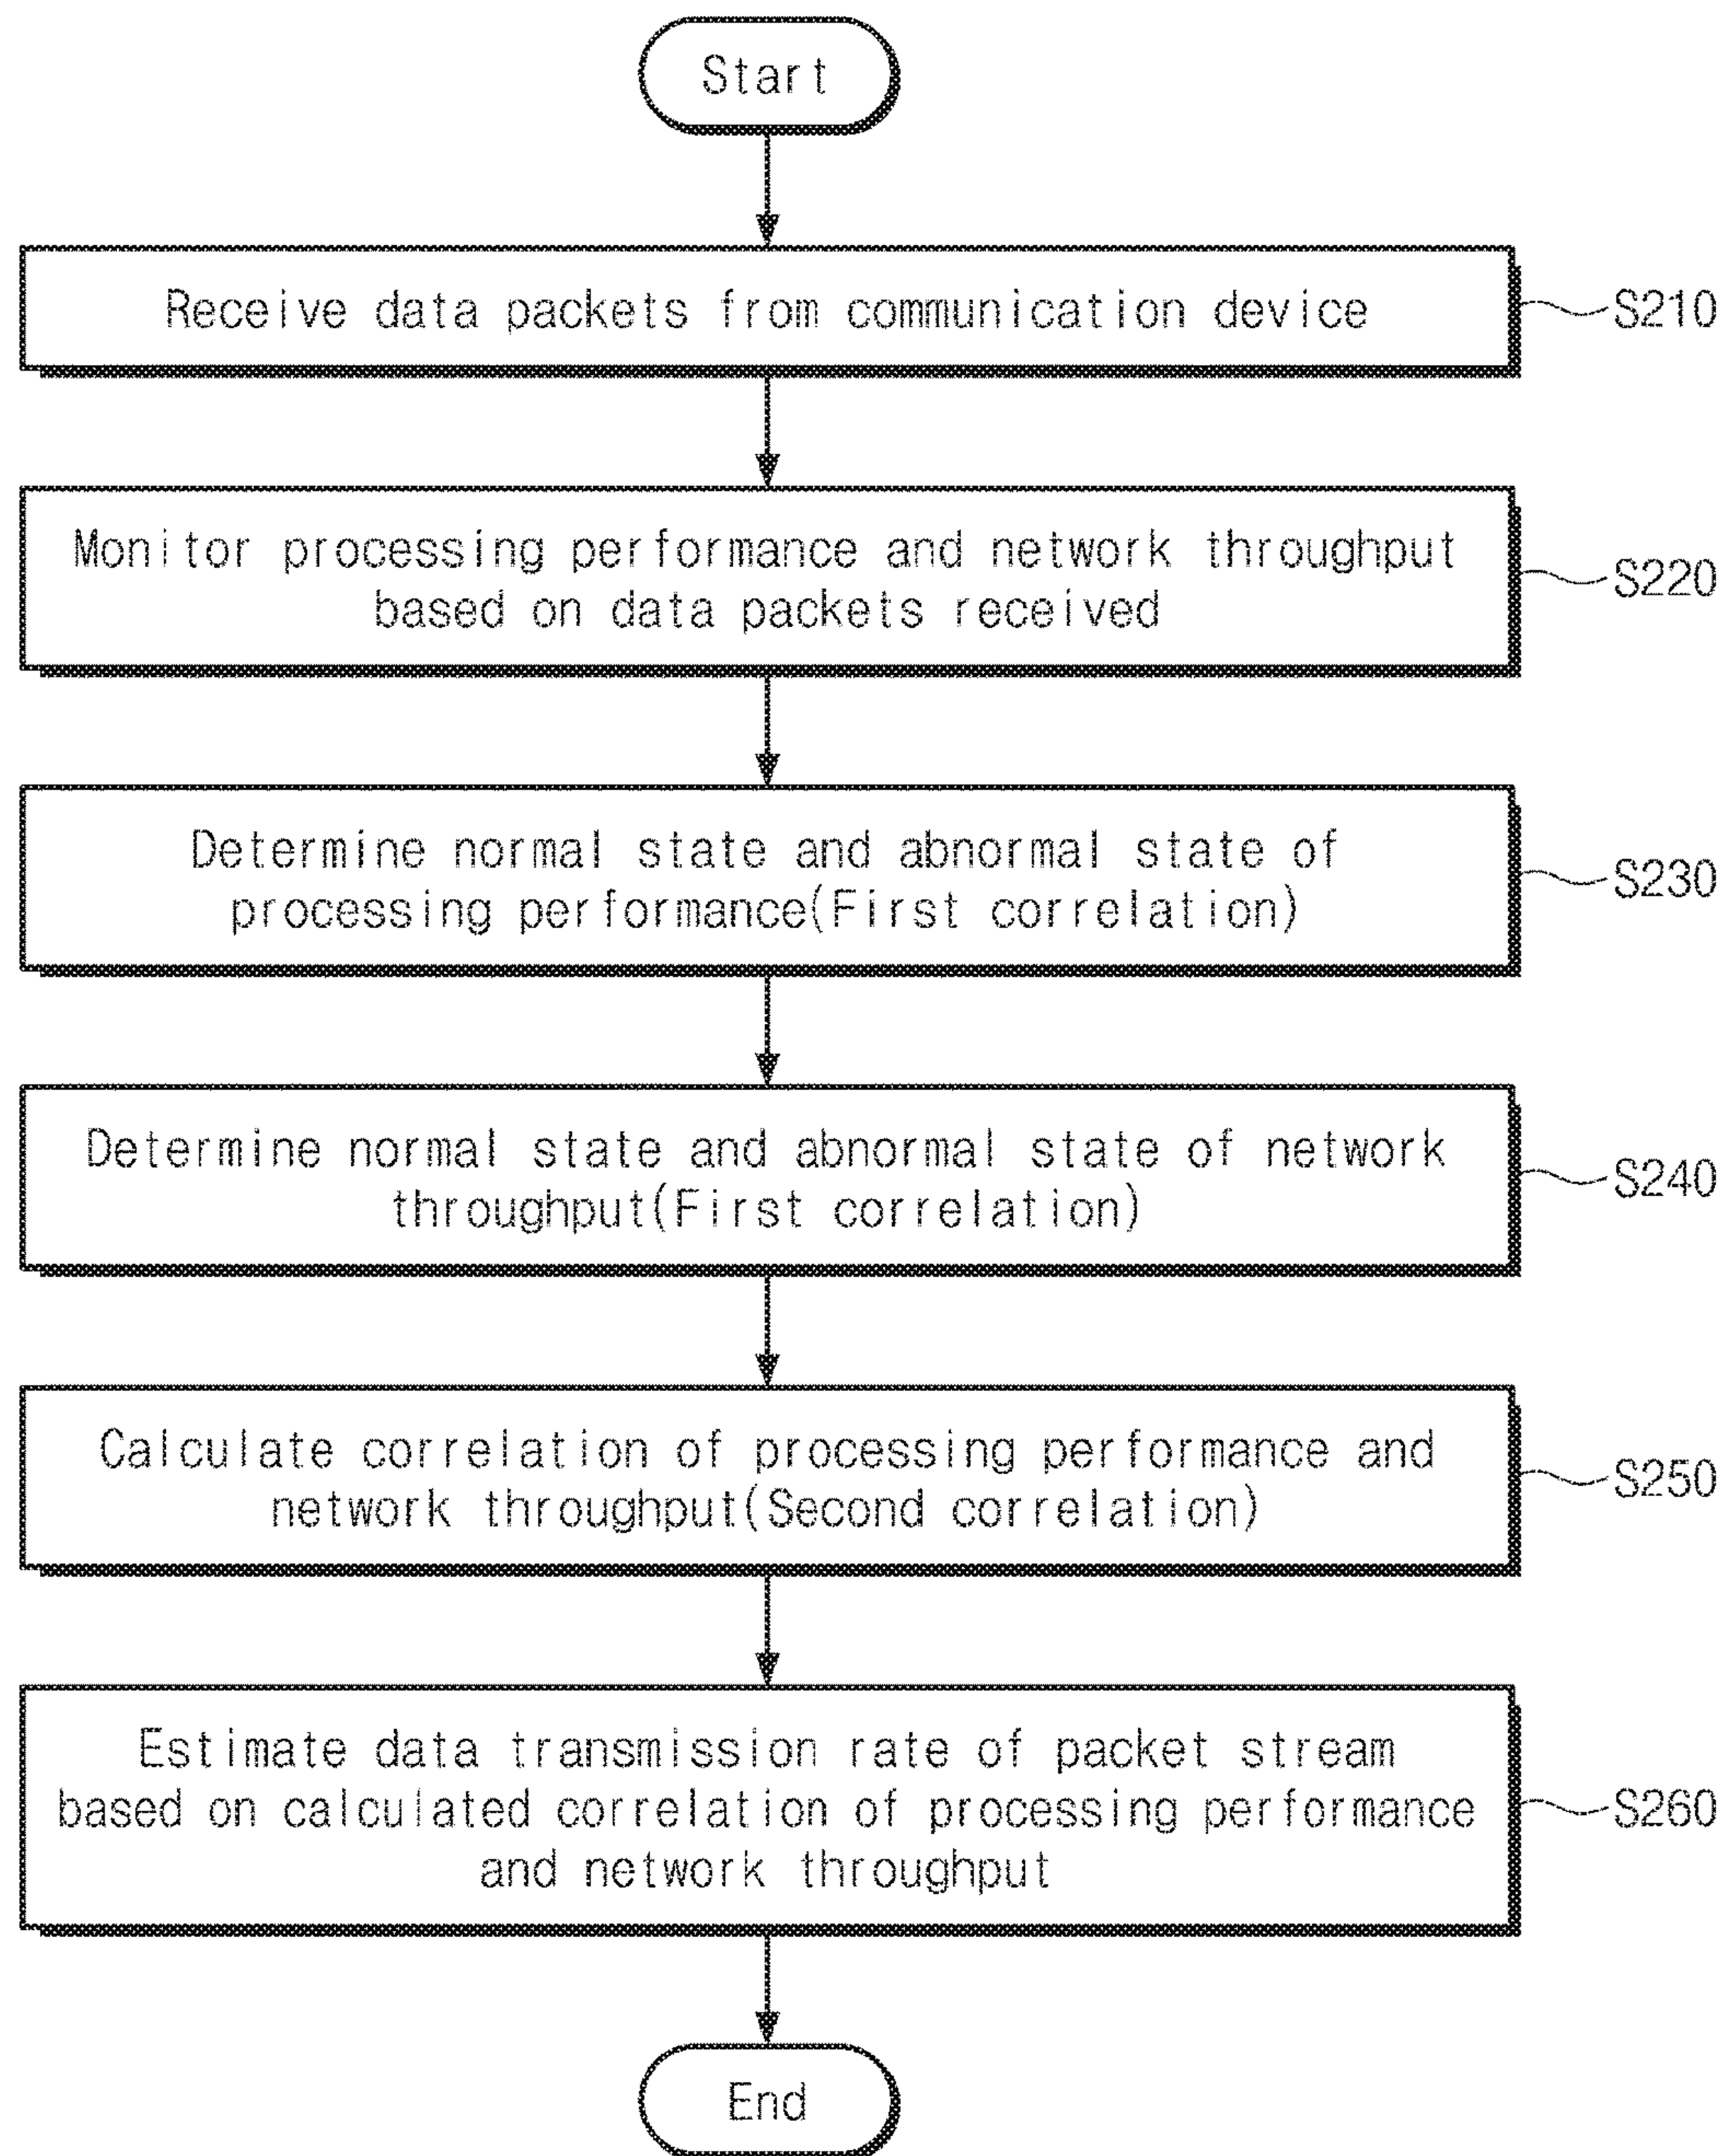 Start
Receive data packets from communication device
S210
Monitor processing performance and network throughput
based on data packets received
S220
Determine normal state and abnormal state of
processing performance(First correlation)
S230
Determine normal state and abnormal state of network
throughput(First correlation)
S240
Calculate correlation of processing performance and
network throughput(Second correlation)
S250
Estimate data transmission rate of packet stream
based on calculated correlation of processing performance
and network throughput
S260
End